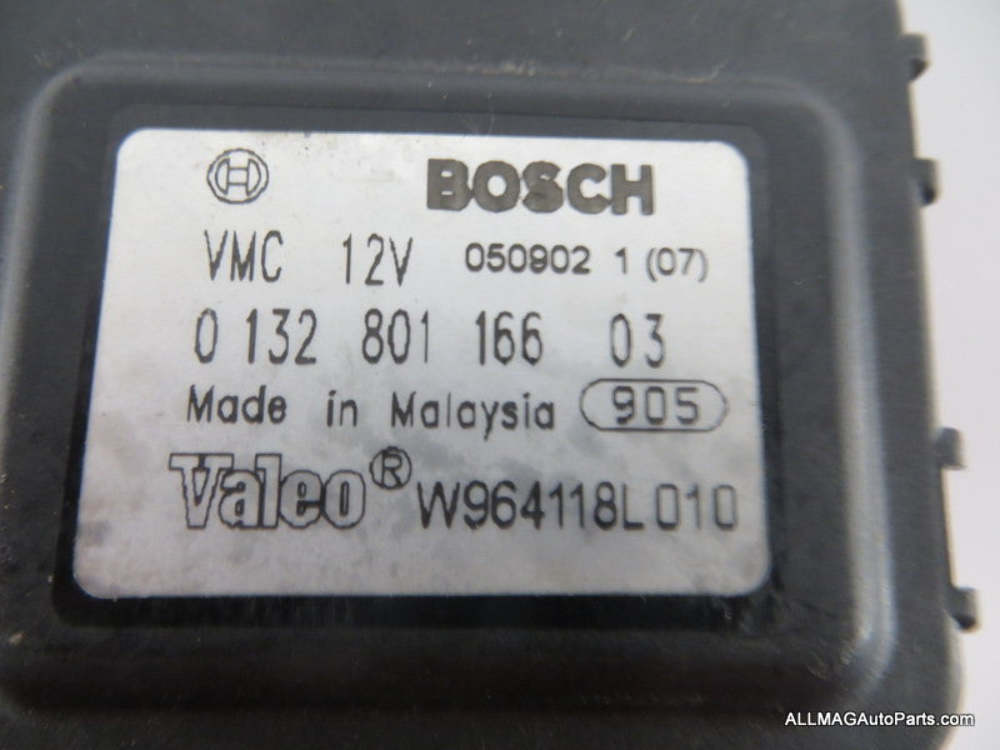 BOSCH
VMC 12V 050902 1 (07)
0 132 801 166 03
Made in Malaysia 905
Valeo® W964118L010
ALLMAGAutoParts.com